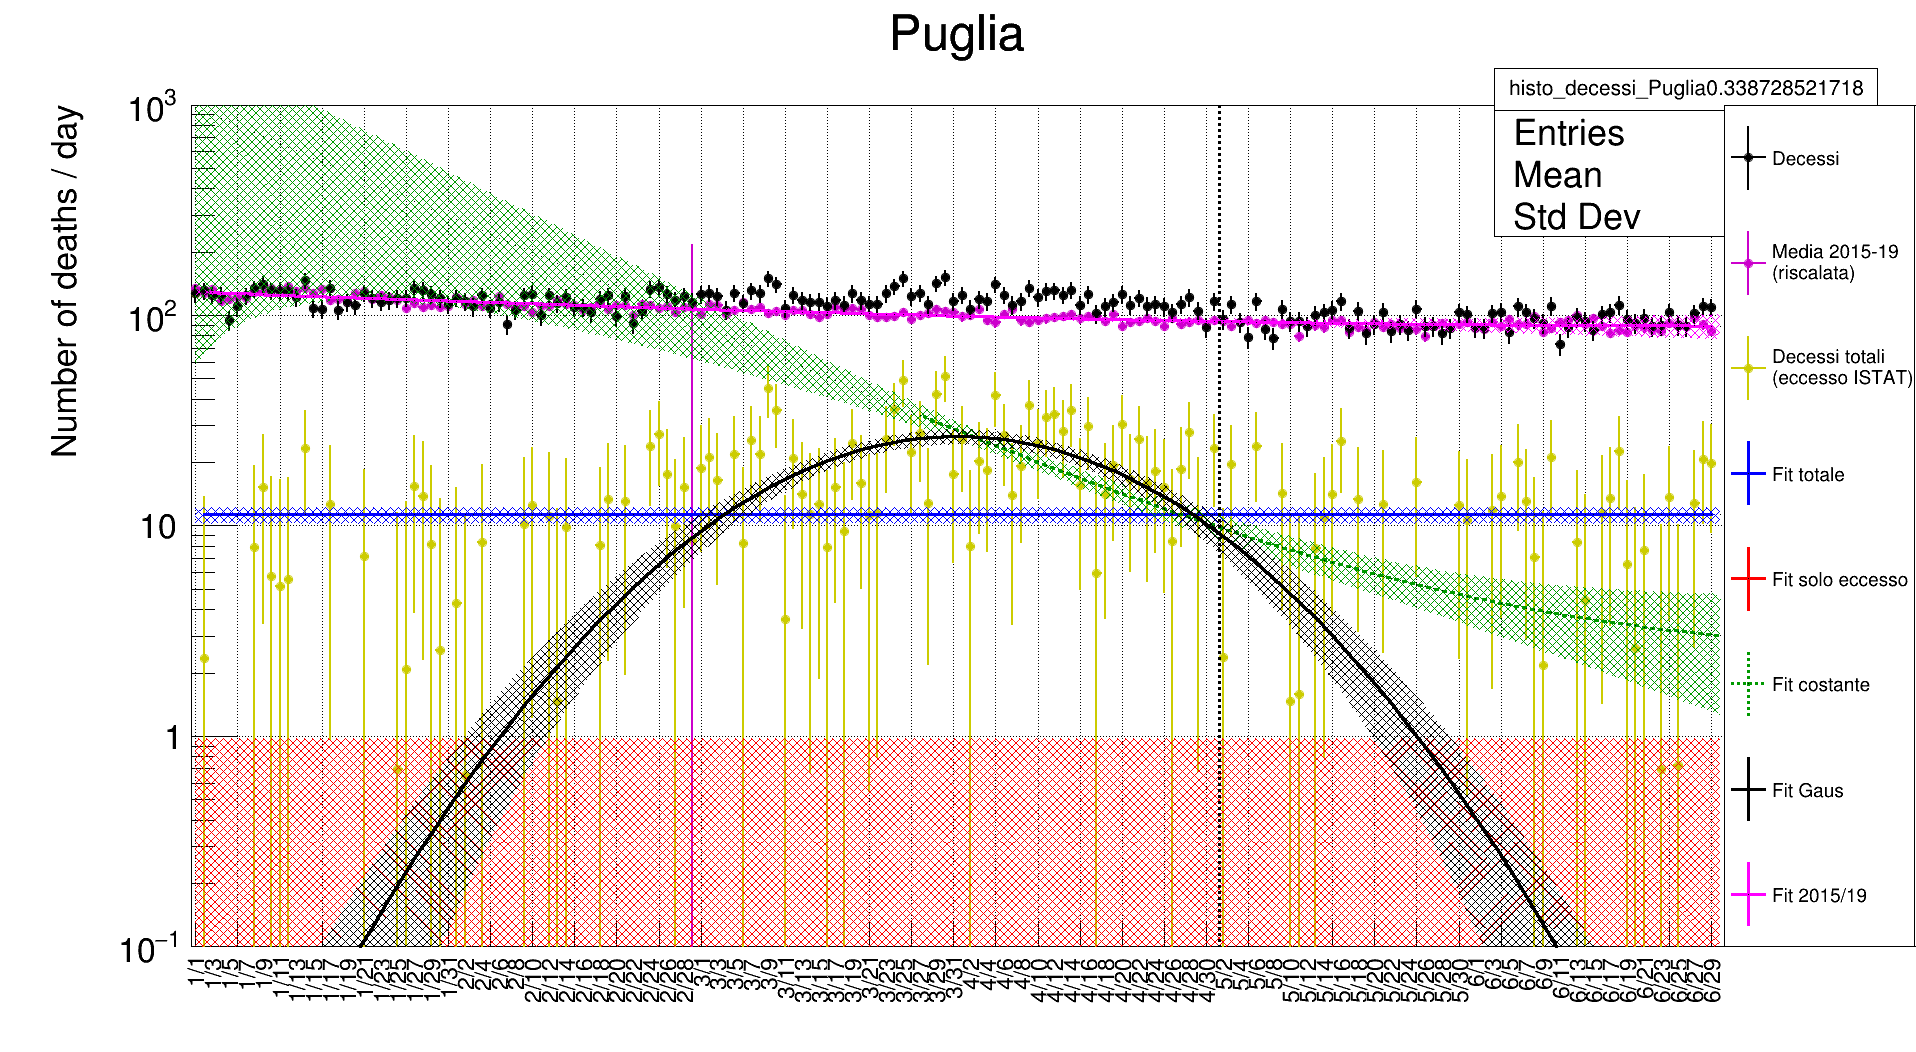 Puglia
histo_decessi_Puglia0.338728521718
Entries
Mean
Std Dev
Number of deaths / day
10³
10²
10
1
10⁻¹
Decessi
Media 2015-19
(riscalata)
Decessi totali
(eccesso ISTAT)
Fit totale
Fit solo eccesso
Fit costante
Fit Gaus
Fit 2015/19
1/1 1/3 1/5 1/7 1/9 1/11 1/13 1/15 1/17 1/19 1/21 1/23 1/25 1/27 1/29 1/31 2/2 2/4 2/6 2/8 2/10 2/12 2/14 2/16 2/18 2/20 2/22 2/24 2/26 2/28 3/1 3/3 3/5 3/7 3/9 3/11 3/13 3/15 3/17 3/19 3/21 3/23 3/25 3/27 3/29 3/31 4/2 4/4 4/6 4/8 4/10 4/12 4/14 4/16 4/18 4/20 4/22 4/24 4/26 4/28 4/30 5/2 5/4 5/6 5/8 5/10 5/12 5/14 5/16 5/18 5/20 5/22 5/24 5/26 5/28 5/30 6/1 6/3 6/5 6/7 6/9 6/11 6/13 6/15 6/17 6/19 6/21 6/23 6/25 6/27 6/29